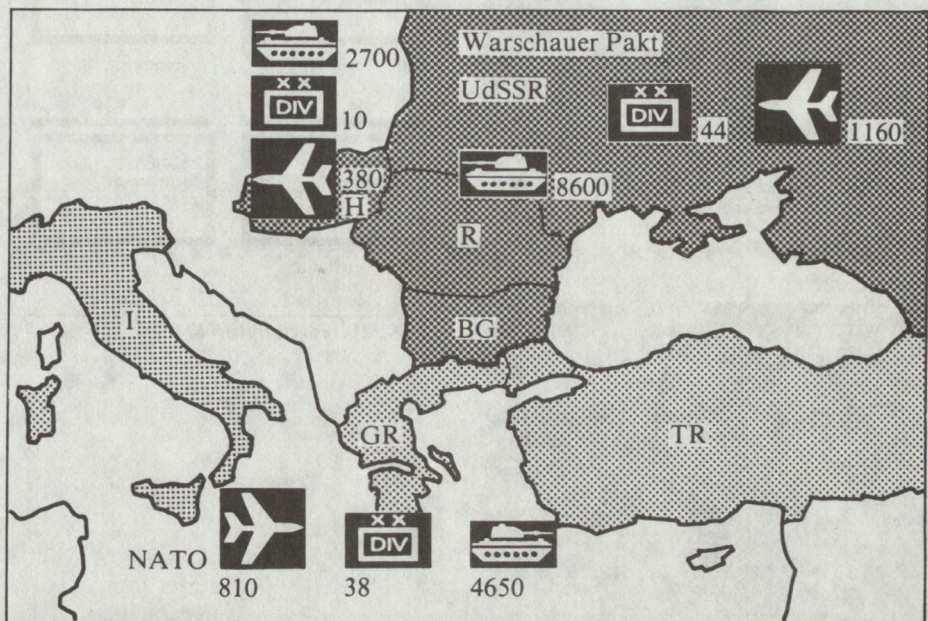 2700
Warschauer Pakt
UdSSR
DIV
10
DIV
44
1160
380
H
8600
R
I
BG
GR
TR
NATO
810
DIV
38
4650